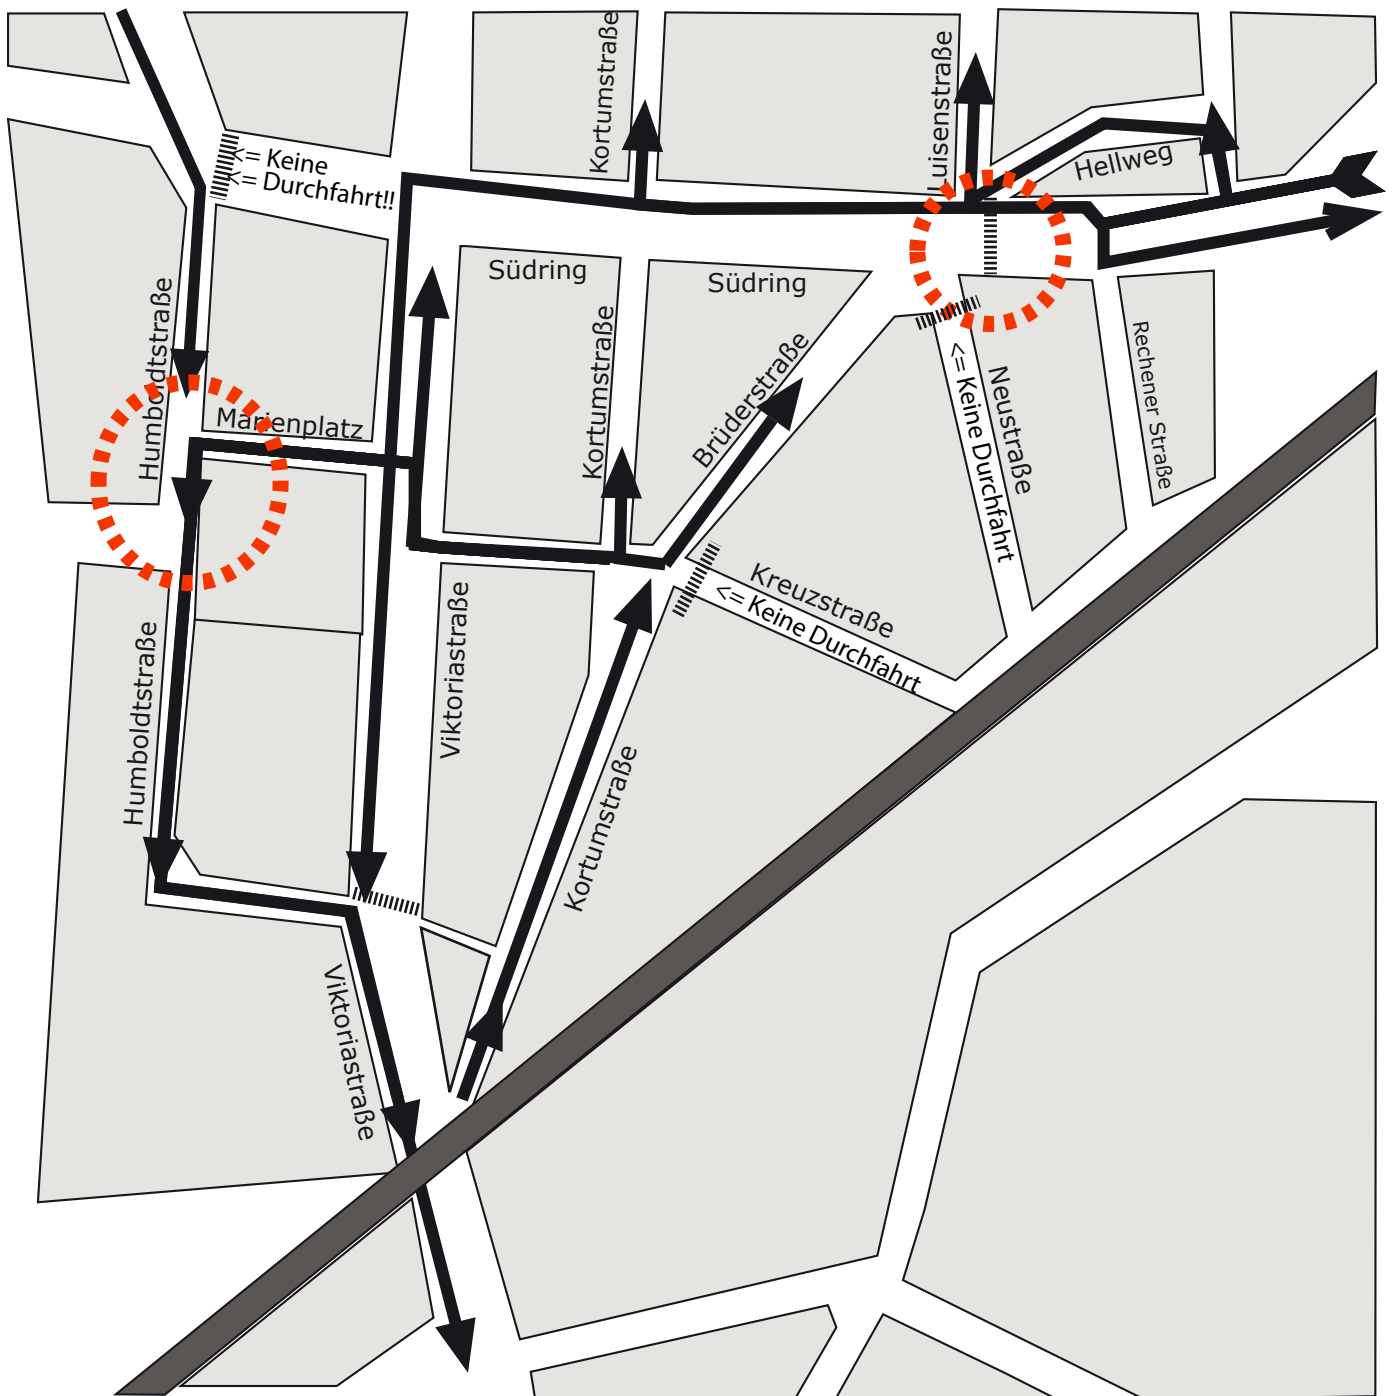 Kortumstraße
Luisenstraße
<= Keine
<= Durchfahrt!!
Hellweg
Südring
Südring
Humboldtstraße
Kortumstraße
Brüderstraße
Rechener Straße
Neustraße
<= Keine Durchfahrt
Marienplatz
Kreuzstraße
<= Keine Durchfahrt
Viktoriastraße
Humboldtstraße
Kortumstraße
Viktoriastraße